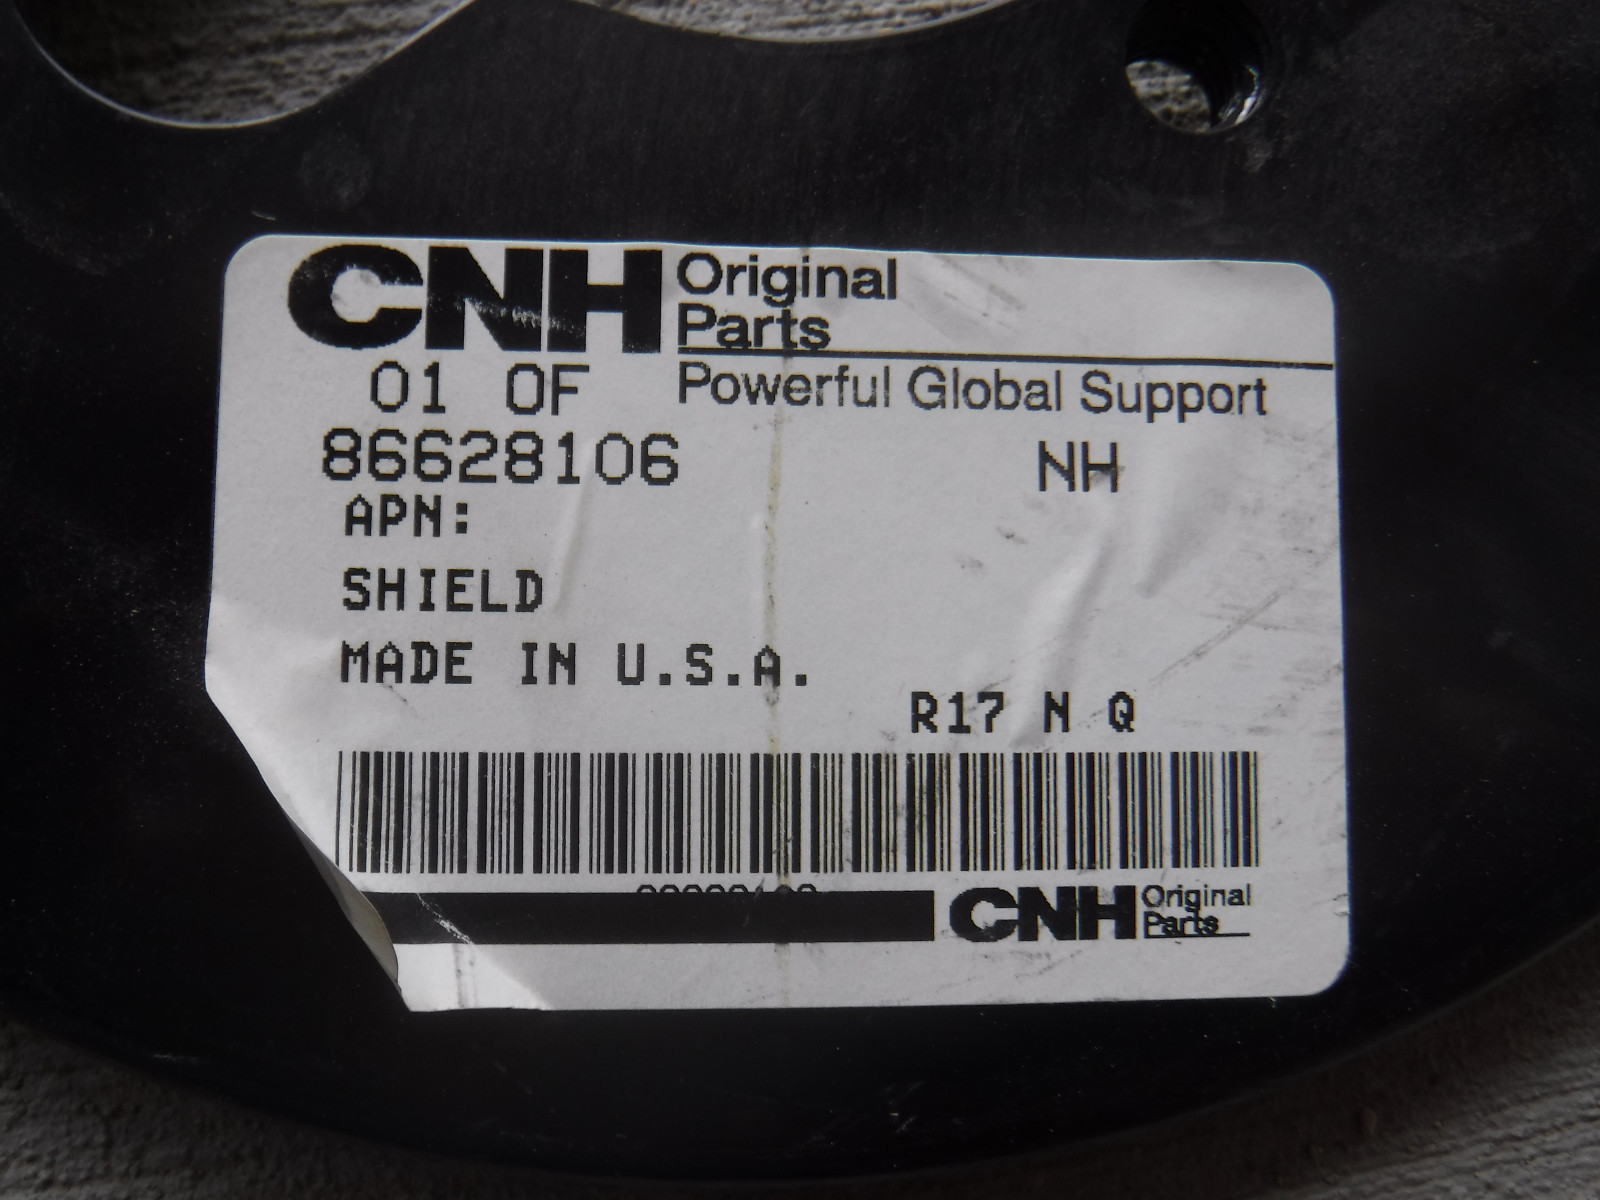 CNH Original
Parts
01 OF Powerful Global Support
86628106 NH
APN:
SHIELD
MADE IN U.S.A.
R17 N Q
CNH Original
Parts